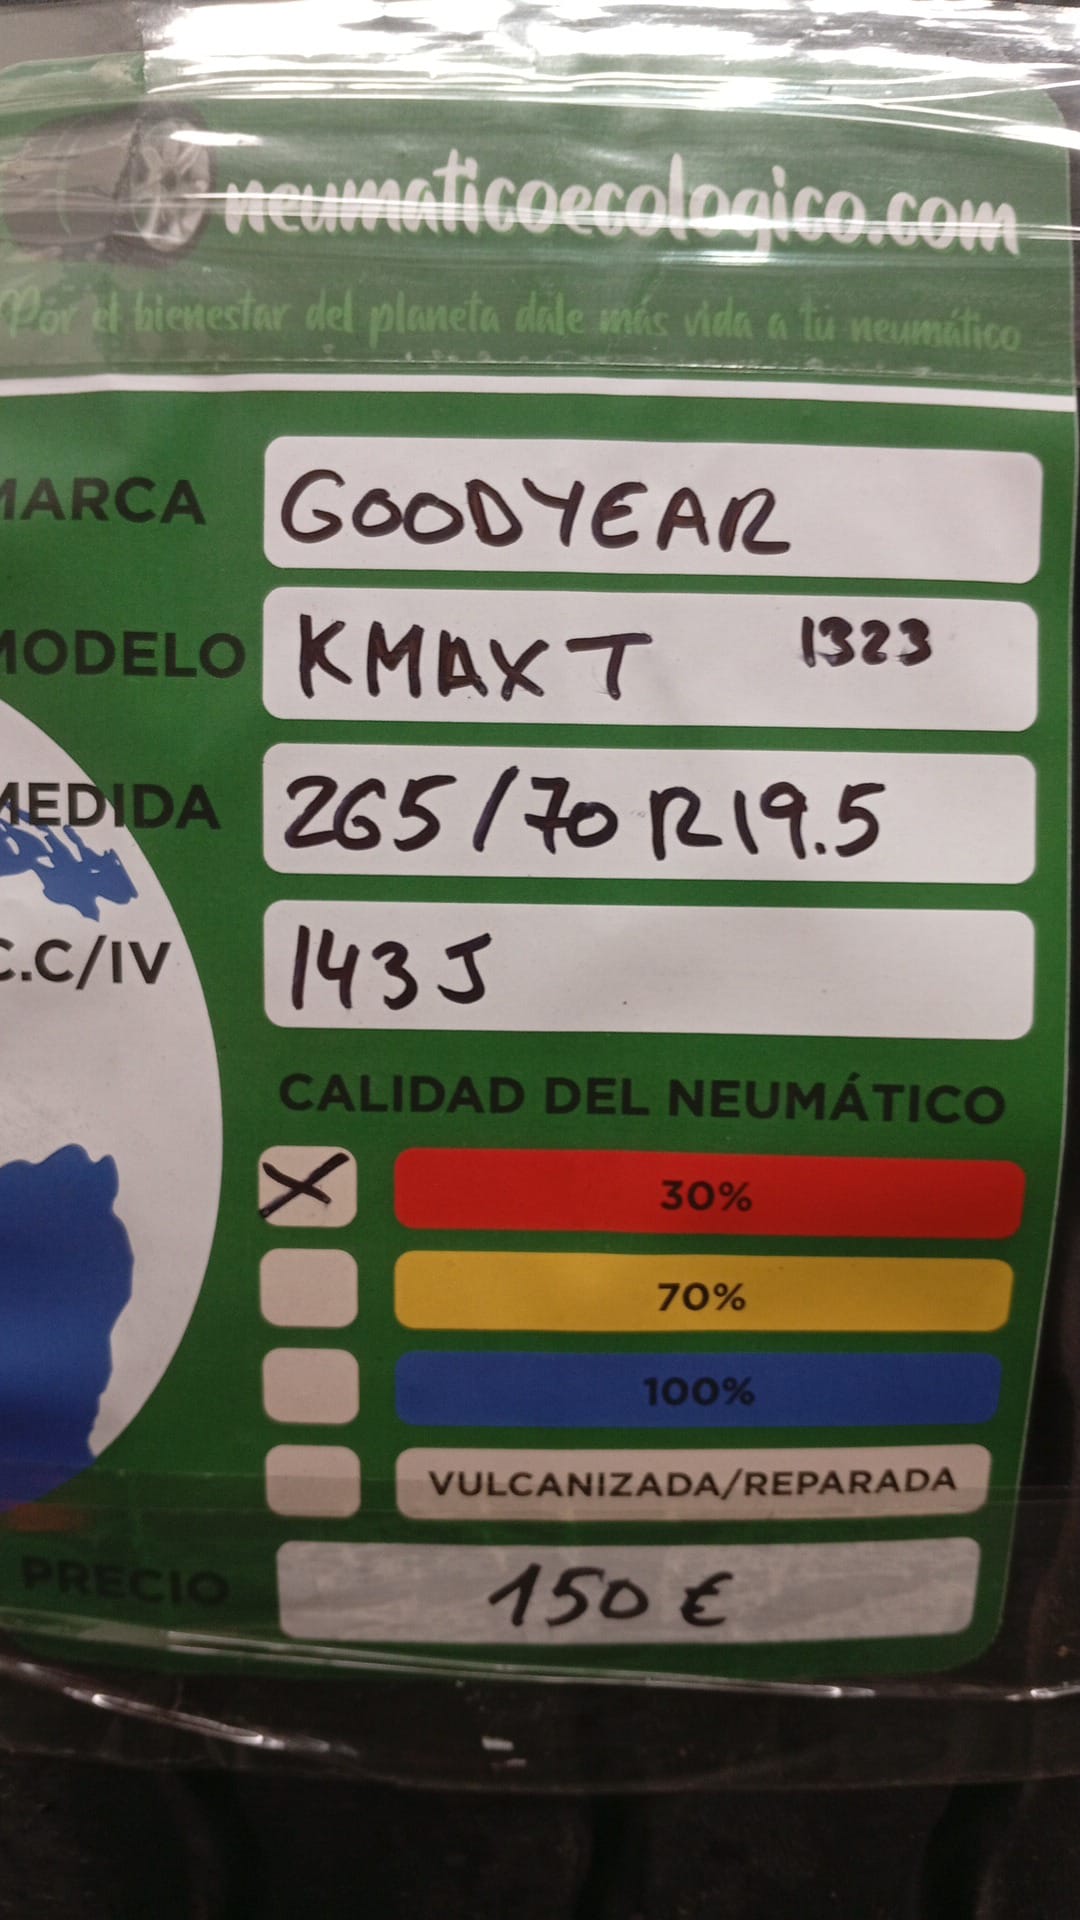 neumaticoecologico.com
Por el bienestar del planeta dale más vida a tu neumático
MARCA GOODYEAR
MODELO KMAX T 1323
MEDIDA 265/70 R19.5
C.C/IV 143J
CALIDAD DEL NEUMÁTICO
X 30%
70%
100%
VULCANIZADA/REPARADA
PRECIO 150 €